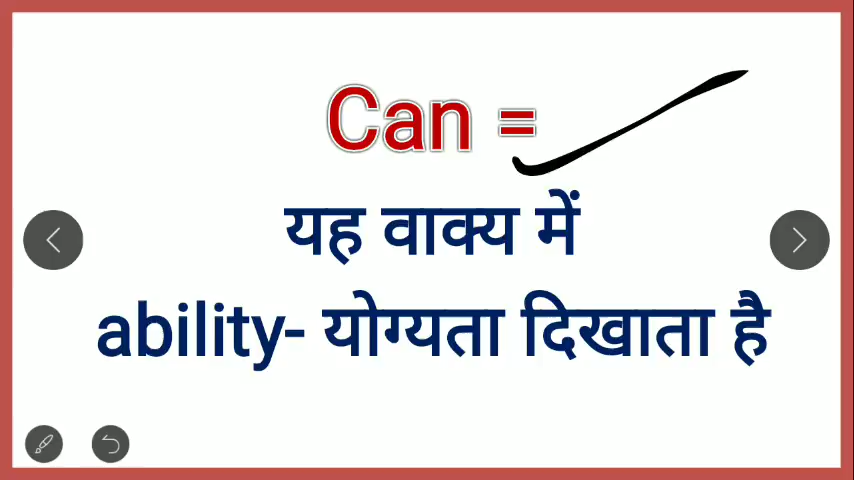 Can =
यह वाक्य में
ability- योग्यता दिखाता है